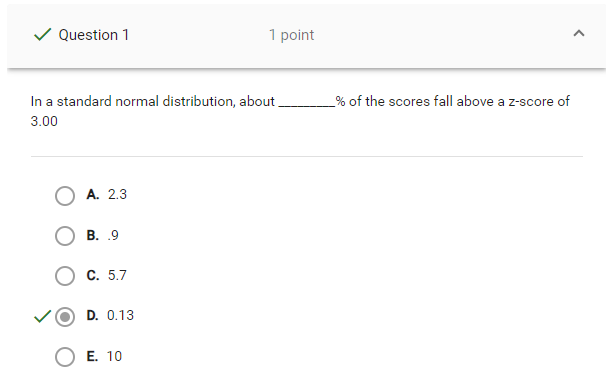 Question 1 1 point
In a standard normal distribution, about _________% of the scores fall above a z-score of
3.00
A. 2.3
B. .9
C. 5.7
D. 0.13
E. 10